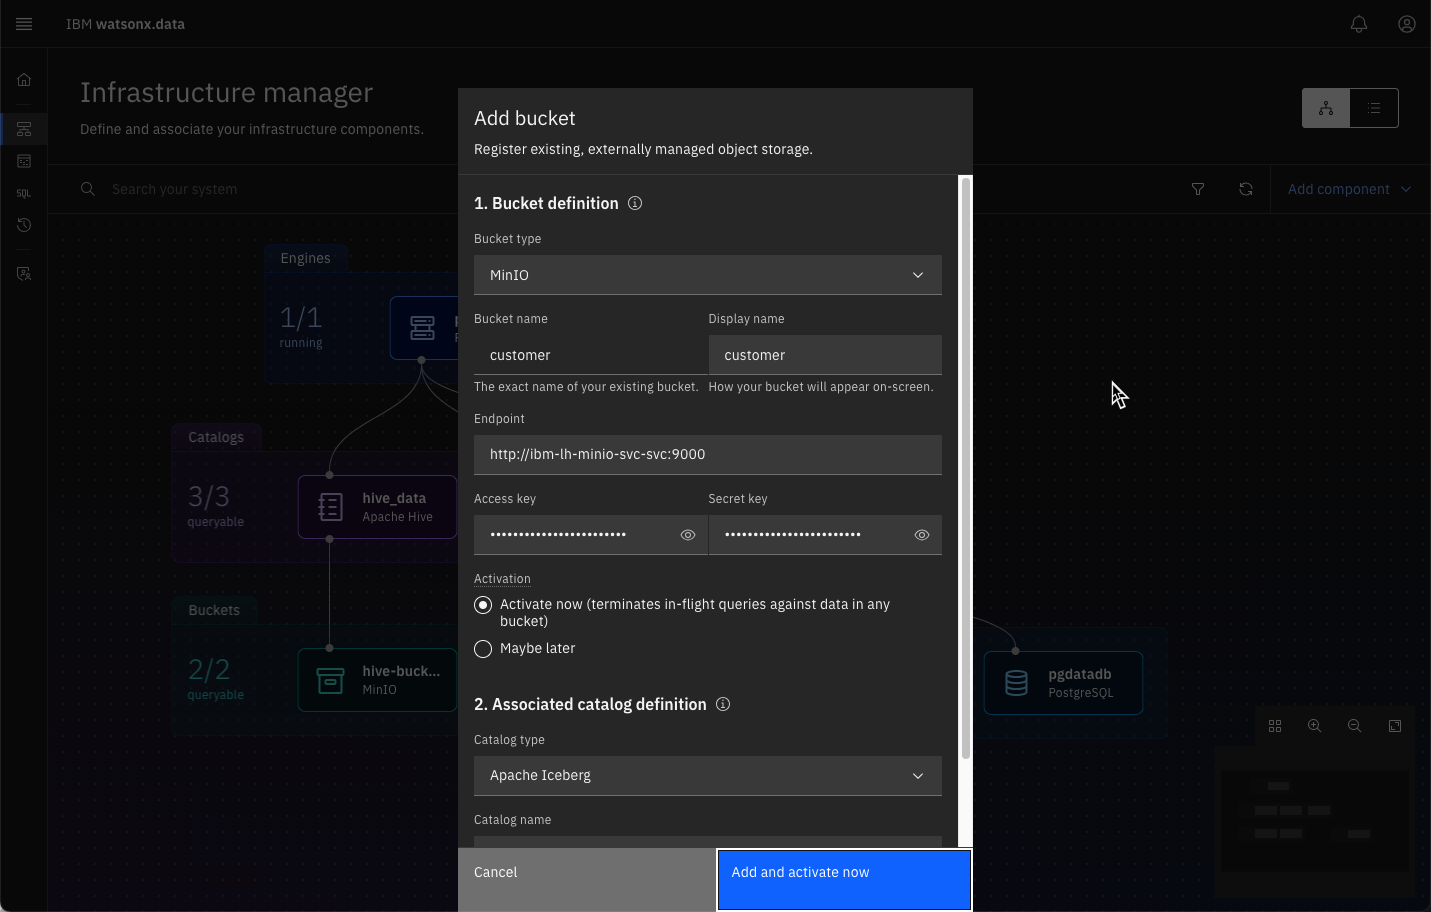 IBM watsonx.data
Infrastructure manager
Define and associate your infrastructure components.
Search your system
Add component
SQL
Engines
1/1
running
Catalogs
3/3
queryable
hive_data
Apache Hive
Buckets
2/2
queryable
hive-buck...
MinIO
pgdatadb
PostgreSQL
Add bucket
Register existing, externally managed object storage.
1. Bucket definition
Bucket type
MinIO
Bucket name Display name
customer customer
The exact name of your existing bucket. How your bucket will appear on-screen.
Endpoint
http://ibm-lh-minio-svc-svc:9000
Access key Secret key
•••••••••••••••••••••••• ••••••••••••••••••••••••
Activation
Activate now (terminates in-flight queries against data in any
bucket)
Maybe later
2. Associated catalog definition
Catalog type
Apache Iceberg
Catalog name
Cancel
Add and activate now